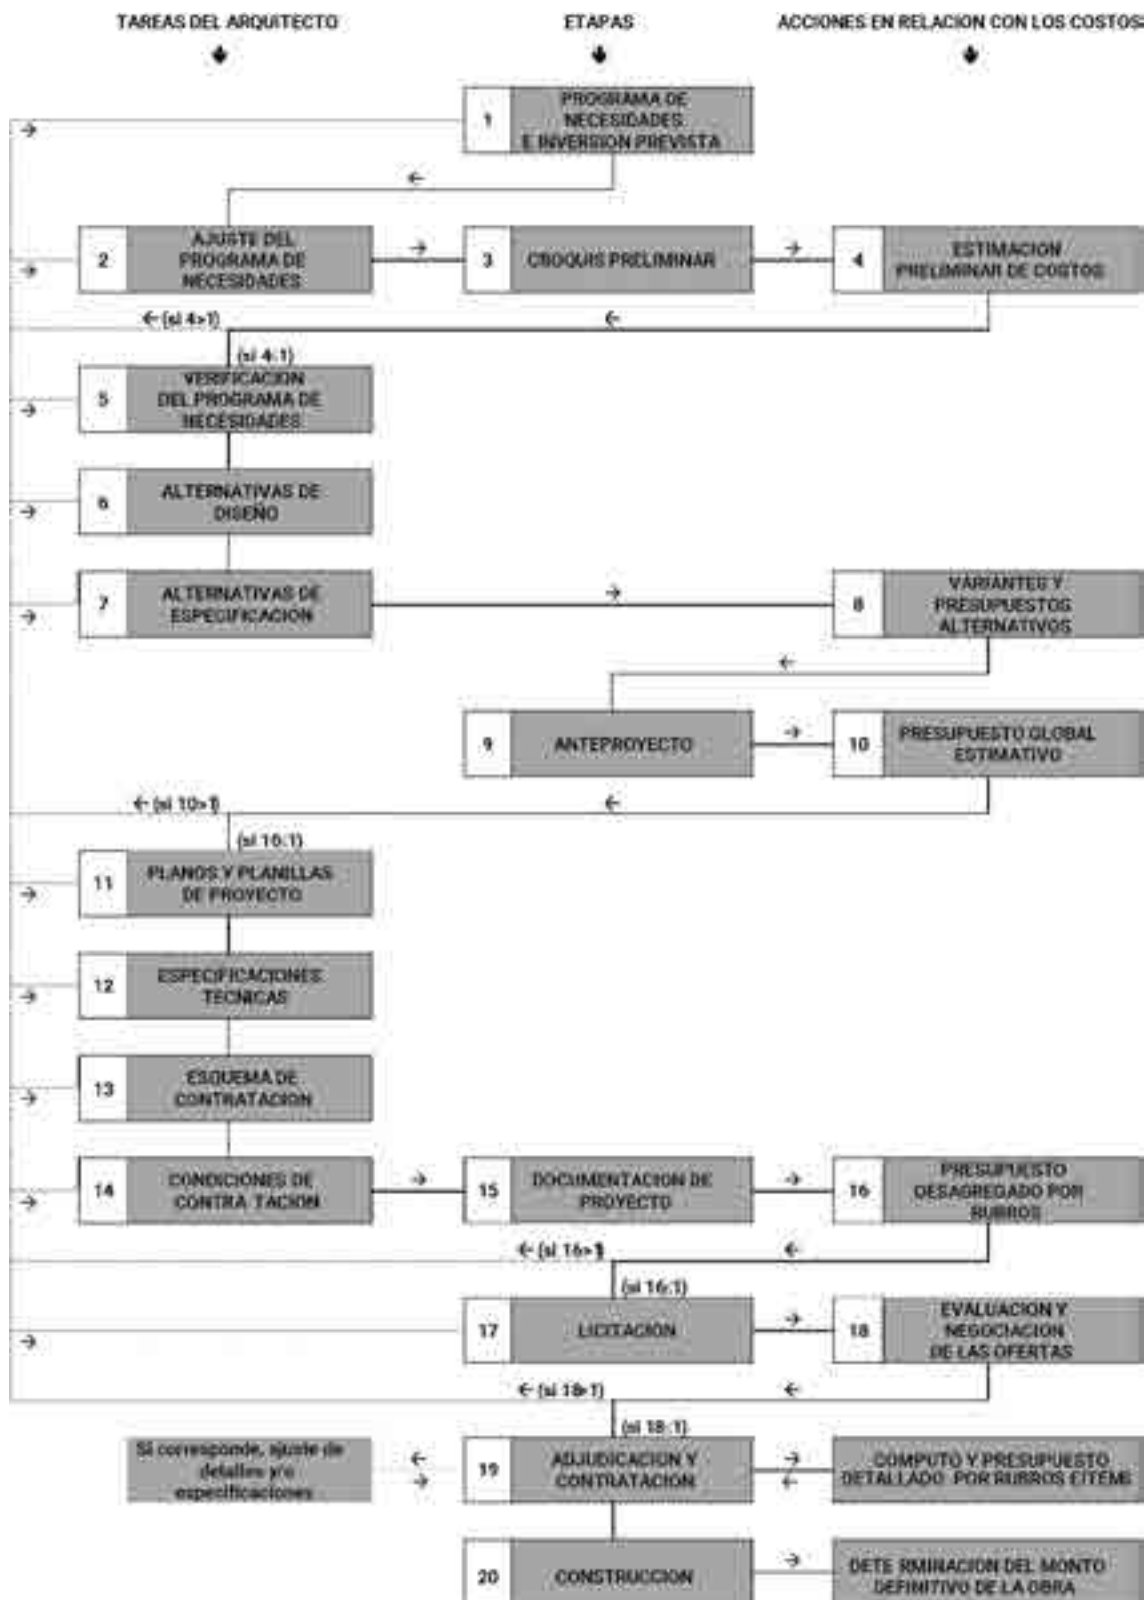 TAREAS DEL ARQUITECTO
ETAPAS
ACCIONES EN RELACION CON LOS COSTOS
1
PROGRAMA DE
NECESIDADES
E INVERSION PREVISTA
2
AJUSTE DEL
PROGRAMA DE
NECESIDADES
3
CROQUIS PRELIMINAR
4
ESTIMACION
PRELIMINAR DE COSTOS
(si 4>1)
(si 4:1)
5
VERIFICACION
DEL PROGRAMA DE
NECESIDADES
6
ALTERNATIVAS DE
DISEÑO
7
ALTERNATIVAS DE
ESPECIFICACION
8
VARIANTES Y
PRESUPUESTOS
ALTERNATIVOS
9
ANTEPROYECTO
10
PRESUPUESTO GLOBAL
ESTIMATIVO
(si 10>1)
(si 10:1)
11
PLANOS Y PLANILLAS
DE PROYECTO
12
ESPECIFICACIONES
TECNICAS
13
ESQUEMA DE
CONTRATACION
14
CONDICIONES DE
CONTRA TACION
15
DOCUMENTACION DE
PROYECTO
16
PRESUPUESTO
DESAGREGADO POR
RUBROS
(si 16>1)
(si 16:1)
17
LICITACION
18
EVALUACION Y
NEGOCIACION
DE LAS OFERTAS
(si 18>1)
(si 18:1)
Si corresponde, ajuste de
detalles y/o
especificaciones
19
ADJUDICACION Y
CONTRATACION
COMPUTO Y PRESUPUESTO
DETALLADO POR RUBROS E ITEMS
20
CONSTRUCCION
DETE RMINACION DEL MONTO
DEFINITIVO DE LA OBRA